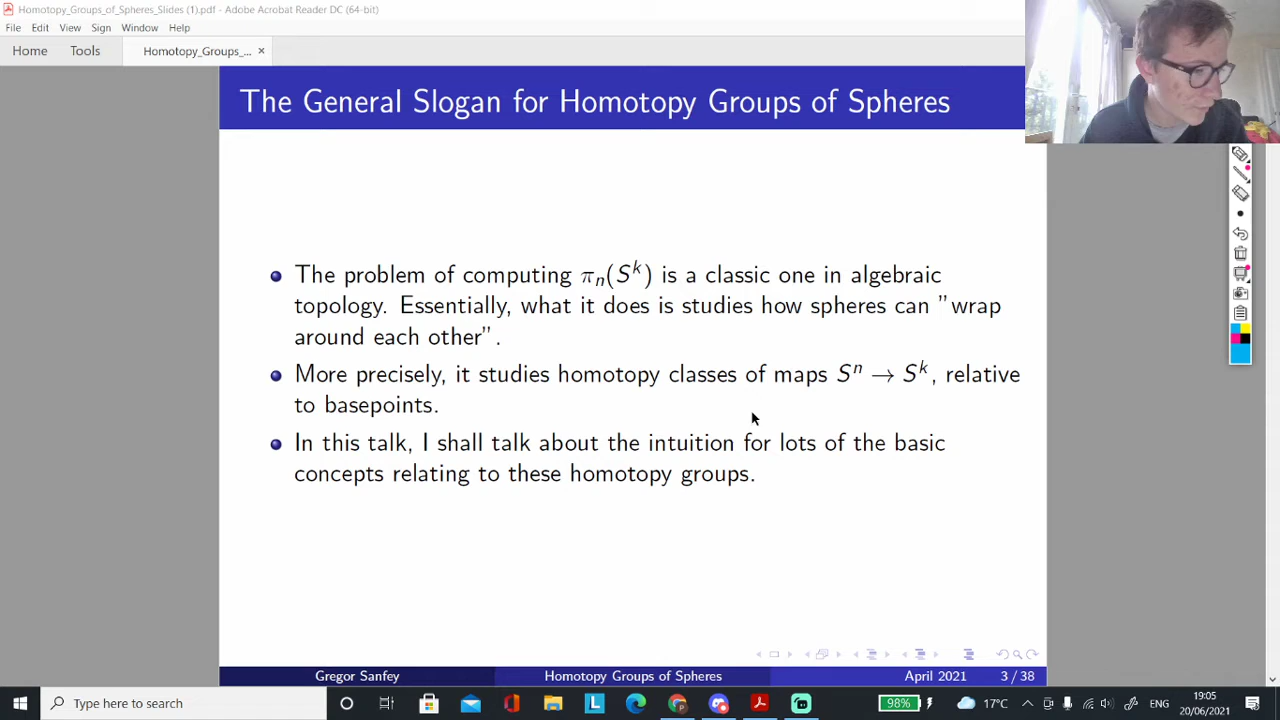 Homotopy_Groups_of_Spheres_Slides (1).pdf - Adobe Acrobat Reader DC (64-bit)
File Edit View Sign Window Help
Home Tools Homotopy_Groups_... ×
The General Slogan for Homotopy Groups of Spheres
The problem of computing πₙ(Sᵏ) is a classic one in algebraic
topology. Essentially, what it does is studies how spheres can ”wrap
around each other”.
More precisely, it studies homotopy classes of maps Sⁿ → Sᵏ, relative
to basepoints.
In this talk, I shall talk about the intuition for lots of the basic
concepts relating to these homotopy groups.
Gregor Sanfey Homotopy Groups of Spheres April 2021 3 / 38
Type here to search 98% 17°C ENG 19:05
20/06/2021